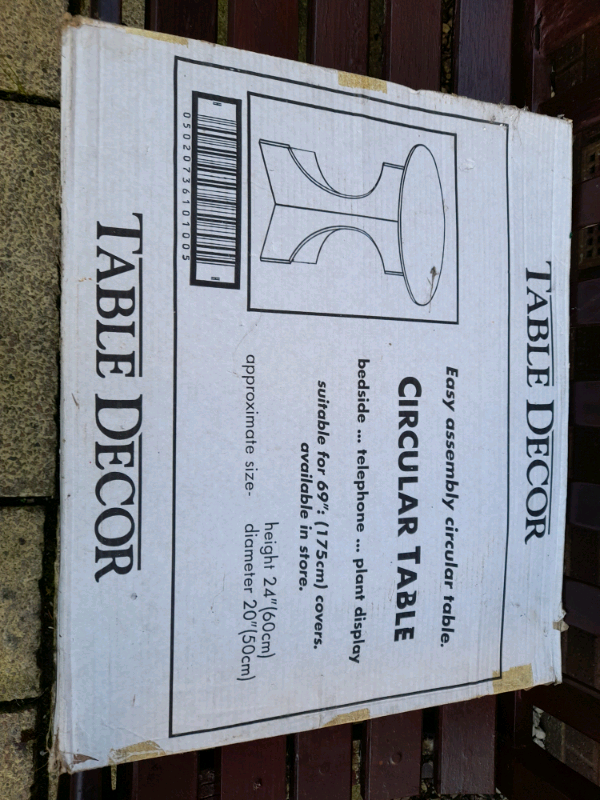 TABLE DECOR
Easy assembly circular table.
CIRCULAR TABLE
bedside ... telephone ... plant display
suitable for 69": (175cm) covers.
available in store.
approximate size-
height 24"(60cm)
diameter 20"(50cm)
05020736101005
TABLE DECOR